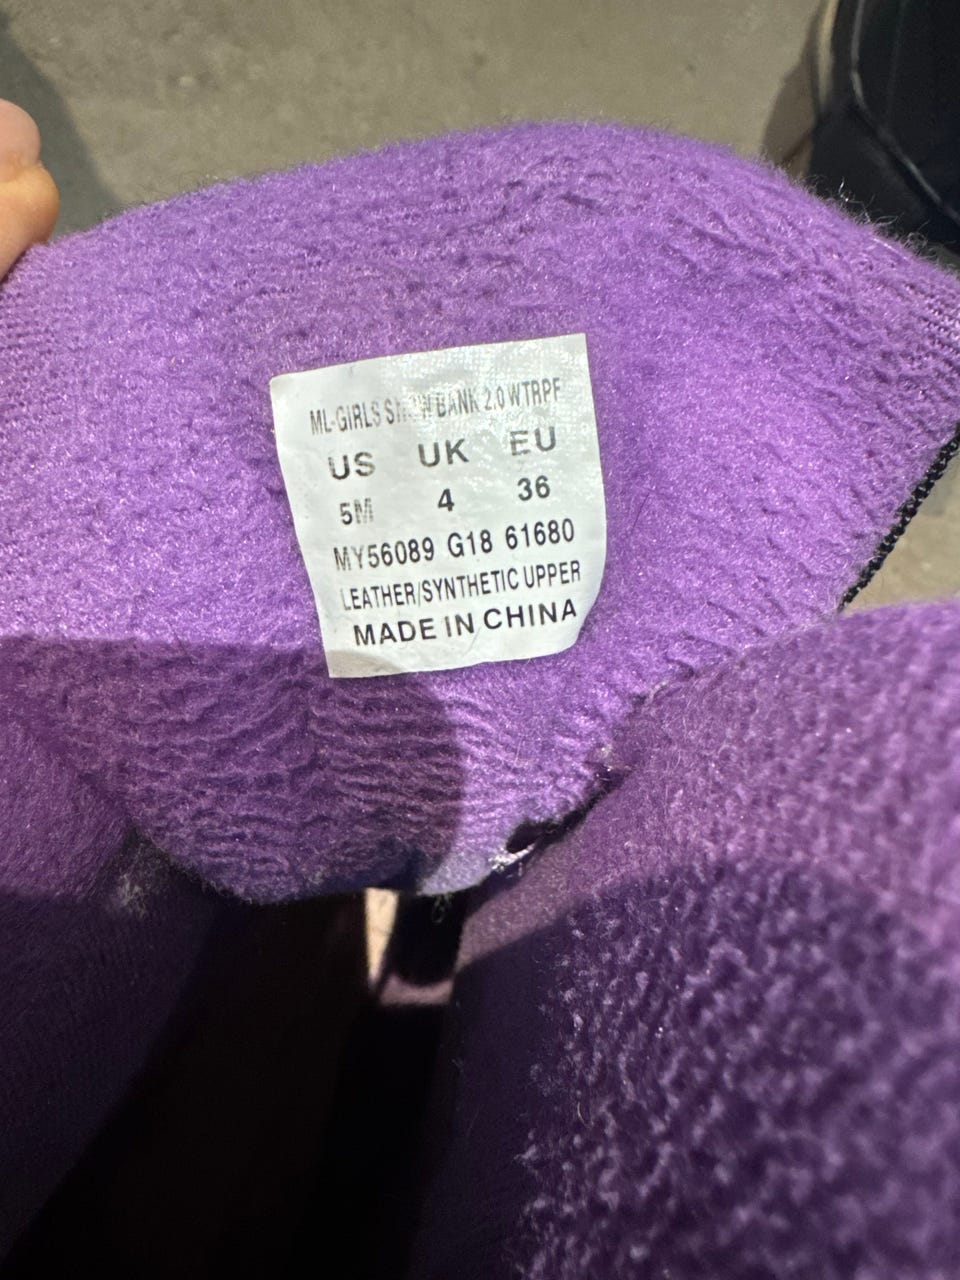 ML-GIRLS SNOW BANK 2.0 WTRPF
US UK EU
5M 4 36
MY56089 G18 61680
LEATHER/SYNTHETIC UPPER
MADE IN CHINA